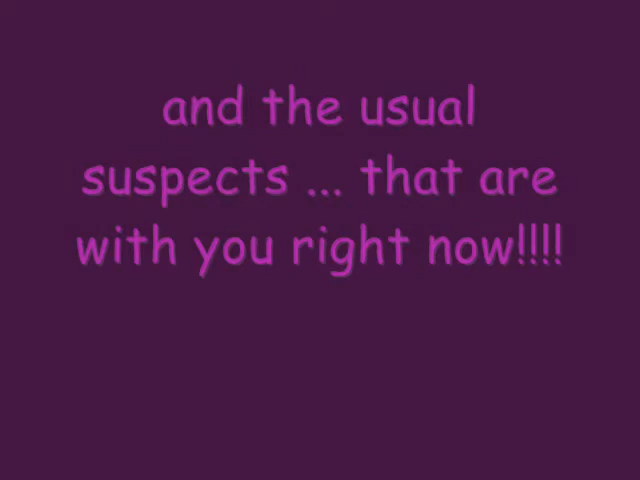 and the usual
suspects ... that are
with you right now!!!!